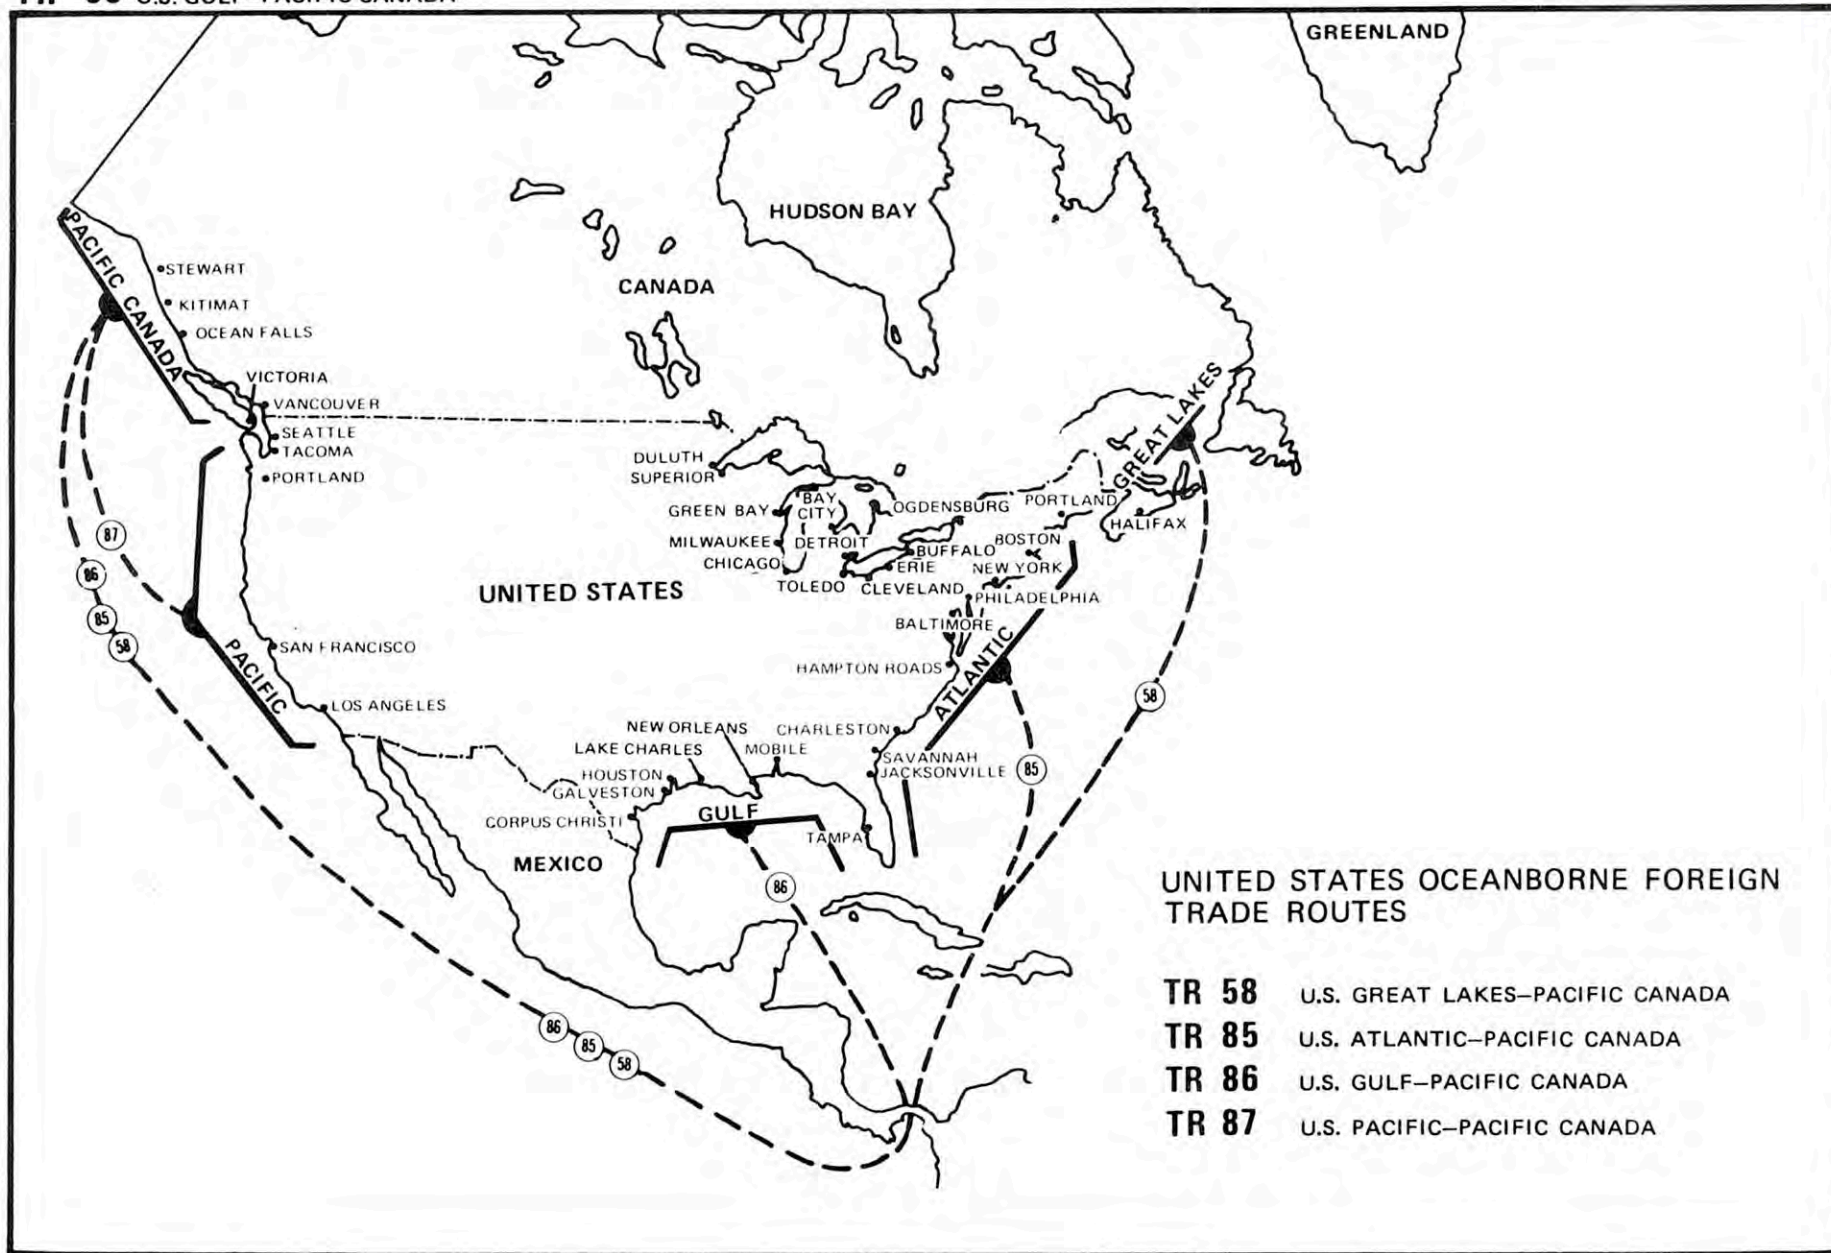 TR 86 U.S. GULF–PACIFIC CANADA
GREENLAND
HUDSON BAY
CANADA
PACIFIC CANADA
STEWART
KITIMAT
OCEAN FALLS
VICTORIA
VANCOUVER
SEATTLE
TACOMA
PORTLAND
GREAT LAKES
DULUTH
SUPERIOR
GREEN BAY
BAY
CITY
OGDENSBURG
PORTLAND
HALIFAX
MILWAUKEE
DETROIT
BOSTON
CHICAGO
BUFFALO
ERIE
NEW YORK
TOLEDO
CLEVELAND
PHILADELPHIA
UNITED STATES
BALTIMORE
HAMPTON ROADS
ATLANTIC
87
86
85
58
PACIFIC
SAN FRANCISCO
LOS ANGELES
58
NEW ORLEANS
CHARLESTON
LAKE CHARLES
MOBILE
SAVANNAH
HOUSTON
JACKSONVILLE
85
GALVESTON
CORPUS CHRISTI
GULF
TAMPA
MEXICO
86
86
85
58
UNITED STATES OCEANBORNE FOREIGN
TRADE ROUTES
TR 58 U.S. GREAT LAKES–PACIFIC CANADA
TR 85 U.S. ATLANTIC–PACIFIC CANADA
TR 86 U.S. GULF–PACIFIC CANADA
TR 87 U.S. PACIFIC–PACIFIC CANADA